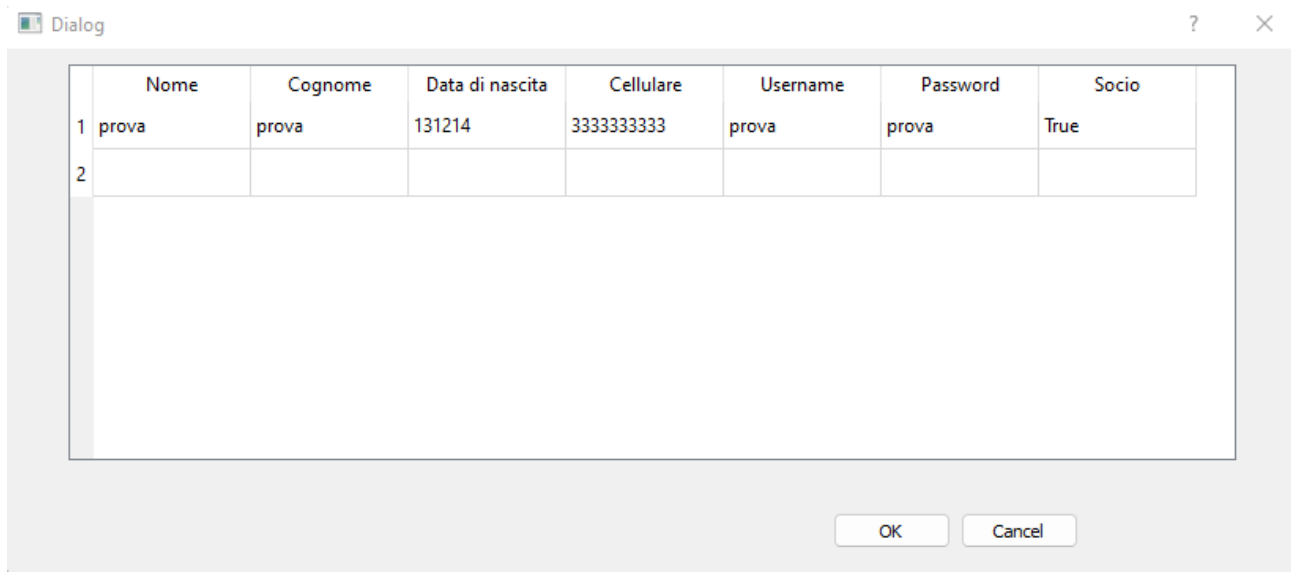 Dialog ?
Nome Cognome Data di nascita Cellulare Username Password Socio
1 prova prova 131214 3333333333 prova prova True
2
OK Cancel